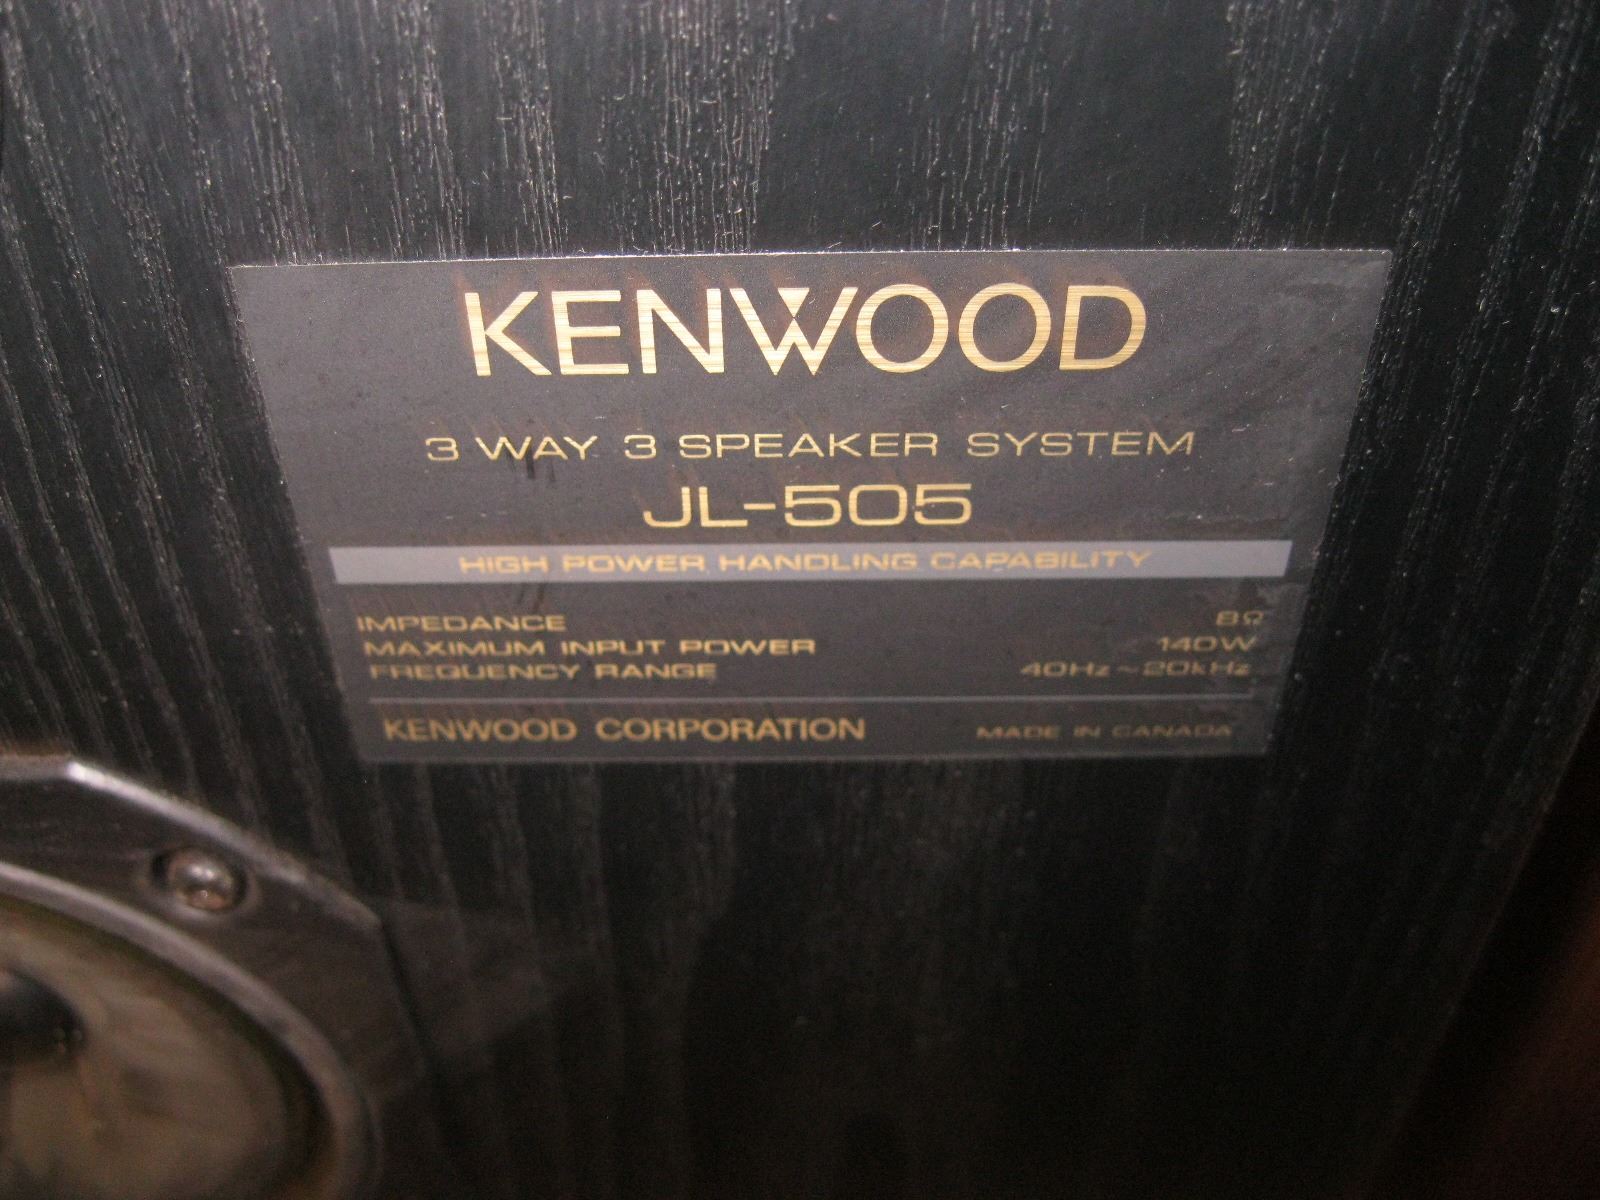 KENWOOD
3 WAY 3 SPEAKER SYSTEM
JL-505
HIGH POWER HANDLING CAPABILITY
IMPEDANCE 8Ω
MAXIMUM INPUT POWER 140W
FREQUENCY RANGE 40Hz～20kHz
KENWOOD CORPORATION MADE IN CANADA